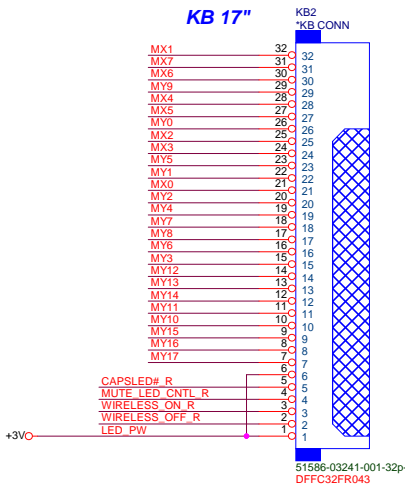 KB 17"
KB2
*KB CONN
MX1 32 32
MX7 31 31
MX6 30 30
MY9 29 29
MX4 28 28
MX5 27 27
MY0 26 26
MX2 25 25
MX3 24 24
MY5 23 23
MY1 22 22
MX0 21 21
MY2 20 20
MY4 19 19
MY7 18 18
MY8 17 17
MY6 16 16
MY3 15 15
MY12 14 14
MY13 13 13
MY14 12 12
MY11 11 11
MY10 10 10
MY15 9 9
MY16 8 8
MY17 7 7
6 6
CAPSLED#_R 5 5
MUTE_LED_CNTL_R 4 4
WIRELESS_ON_R 3 3
WIRELESS_OFF_R 2 2
+3V LED_PW 1 1
51586-03241-001-32p-
DFFC32FR043